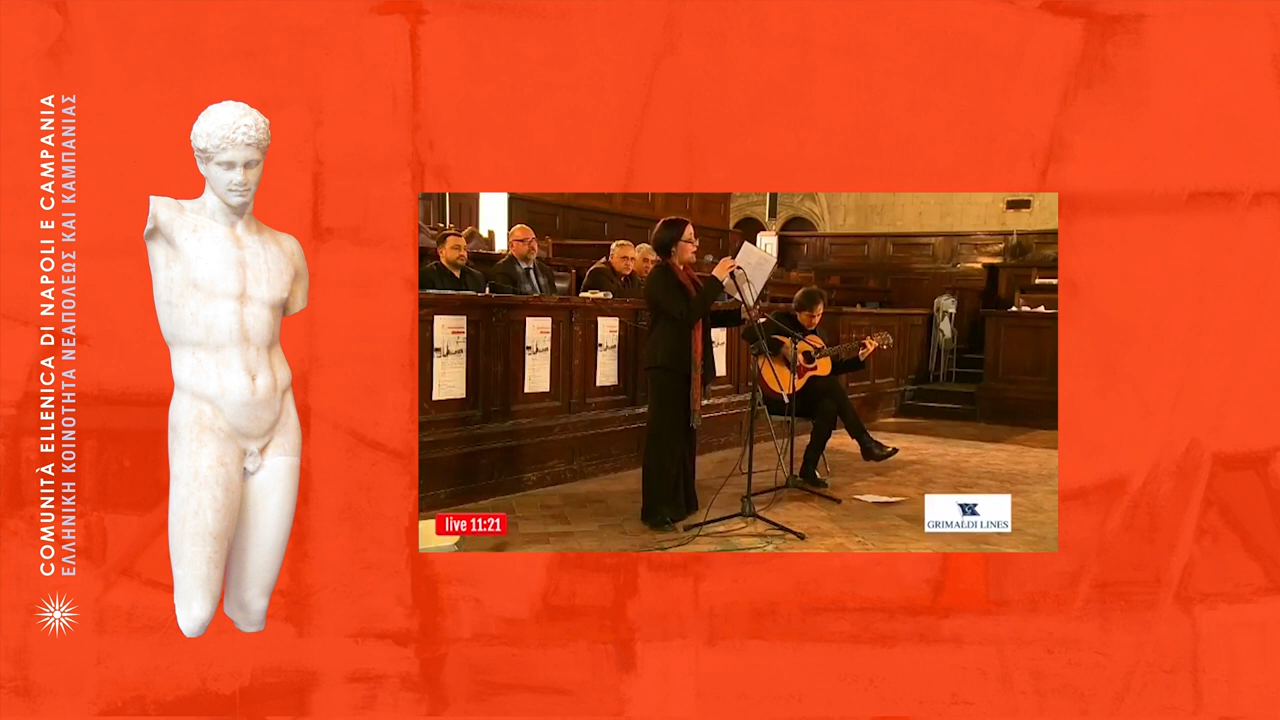 COMUNITÀ ELLENICA DI NAPOLI E CAMPANIA
ΕΛΛΗΝΙΚΗ ΚΟΙΝΟΤΗΤΑ ΝΕΑΠΟΛΕΩΣ ΚΑΙ ΚΑΜΠΑΝΙΑΣ
live 11:21
GRIMALDI LINES